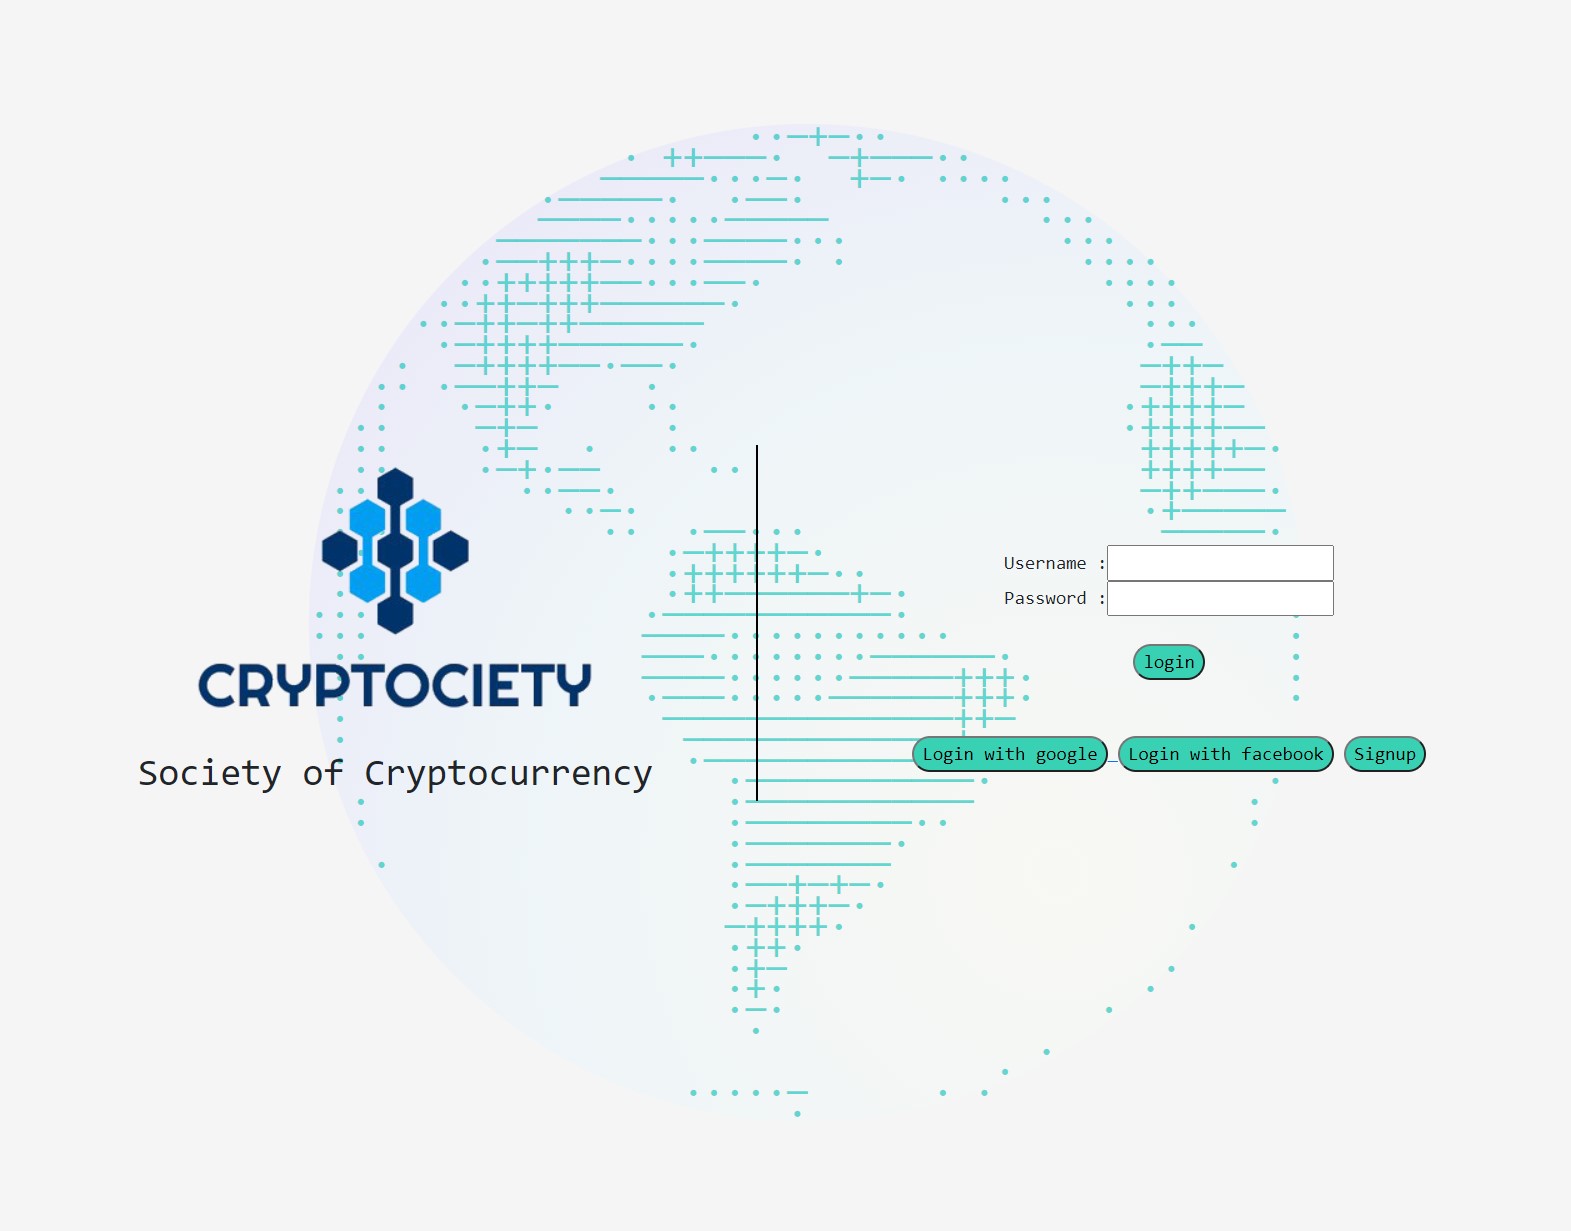 CRYPTOCIETY
Society of Cryptocurrency
Username :
Password :
login
Login with google Login with facebook Signup